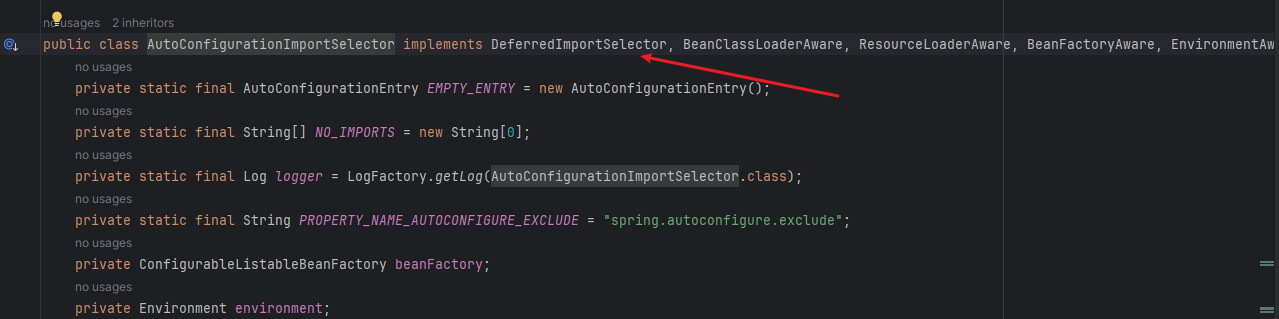 no usages   2 inheritors
public class AutoConfigurationImportSelector implements DeferredImportSelector, BeanClassLoaderAware, ResourceLoaderAware, BeanFactoryAware, EnvironmentAw
no usages
private static final AutoConfigurationEntry EMPTY_ENTRY = new AutoConfigurationEntry();
no usages
private static final String[] NO_IMPORTS = new String[0];
no usages
private static final Log logger = LogFactory.getLog(AutoConfigurationImportSelector.class);
no usages
private static final String PROPERTY_NAME_AUTOCONFIGURE_EXCLUDE = "spring.autoconfigure.exclude";
no usages
private ConfigurableListableBeanFactory beanFactory;
no usages
private Environment environment;